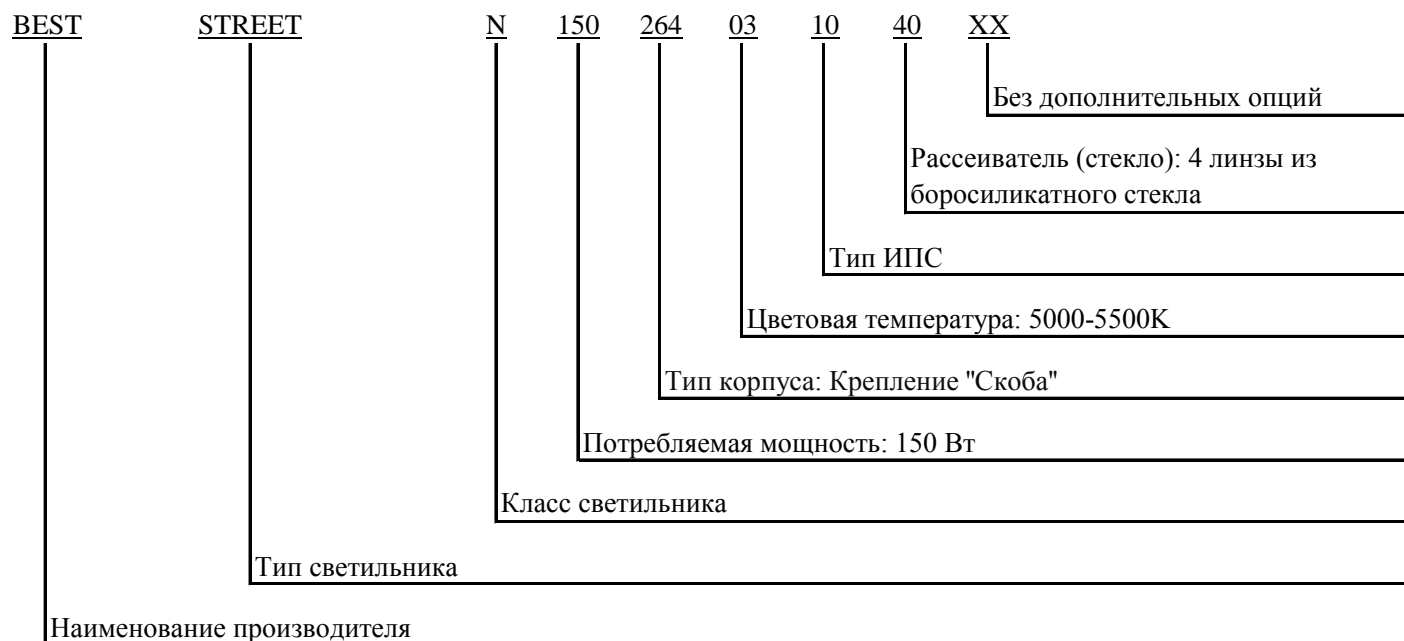 BEST STREET N 150 264 03 10 40 XX
Без дополнительных опций
Рассеиватель (стекло): 4 линзы из
боросиликатного стекла
Тип ИПС
Цветовая температура: 5000-5500K
Тип корпуса: Крепление "Скоба"
Потребляемая мощность: 150 Вт
Класс светильника
Тип светильника
Наименование производителя